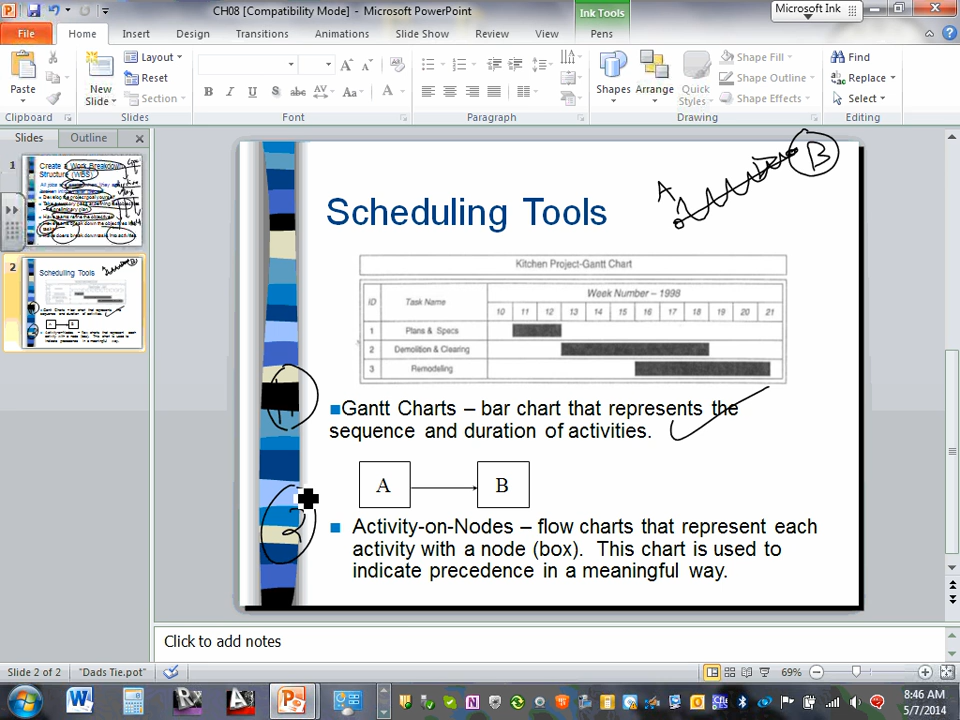 CH08 [Compatibility Mode] - Microsoft PowerPoint
Ink Tools
Microsoft Ink
File Home Insert Design Transitions Animations Slide Show Review View Pens
Paste
New Slide
Layout
Reset
Section
Shapes
Arrange
Quick Styles
Shape Fill
Shape Outline
Shape Effects
Find
Replace
Select
Clipboard Slides Font Paragraph Drawing Editing
Slides Outline
1
2
Scheduling Tools
A
B
Scheduling Tools
Kitchen Project-Gantt Chart
ID Task Name Week Number – 1998
10 11 12 13 14 15 16 17 18 19 20 21
1 Plans & Specs
2 Demolition & Clearing
3 Remodeling
Gantt Charts – bar chart that represents the
sequence and duration of activities.
A B
2
Activity-on-Nodes – flow charts that represent each
activity with a node (box). This chart is used to
indicate precedence in a meaningful way.
Click to add notes
Slide 2 of 2 "Dads Tie.pot" 69%
8:46 AM
5/7/2014